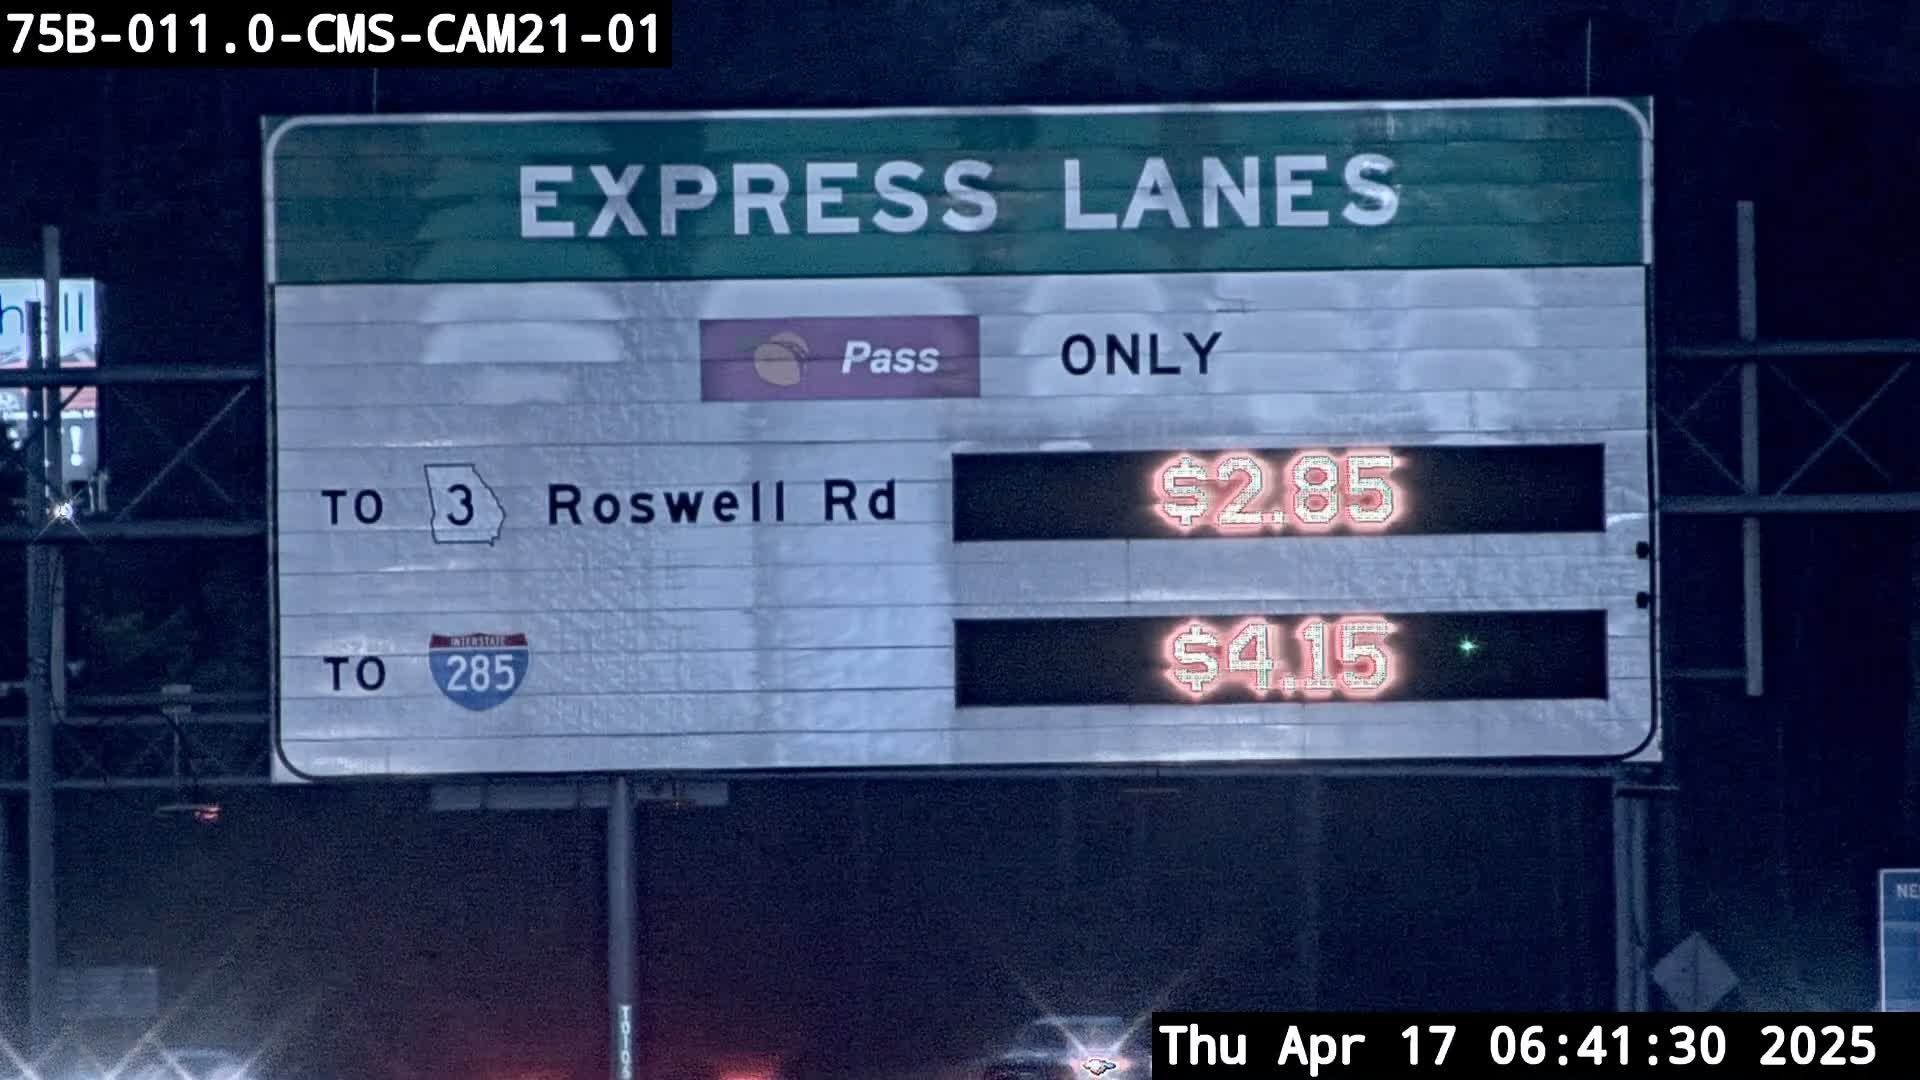 75B-011.0-CMS-CAM21-01
EXPRESS LANES
Pass ONLY
TO 3 Roswell Rd $2.85
INTERSTATE
TO 285 $4.15
Thu Apr 17 06:41:30 2025